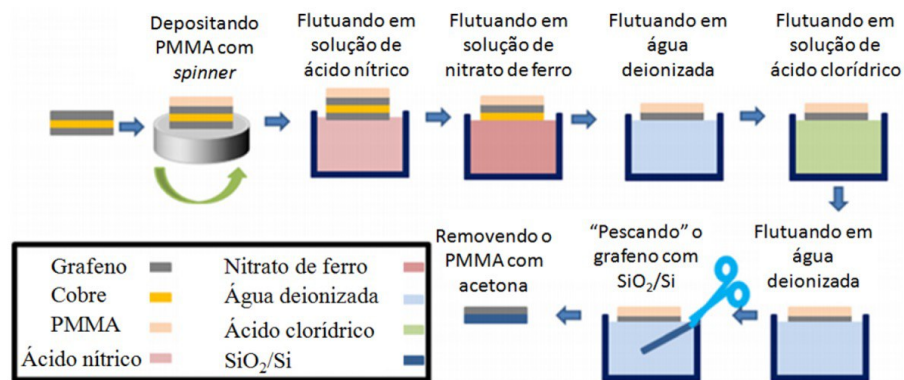 Depositando
PMMA com
spinner
Flutuando em
solução de
ácido nítrico
Flutuando em
solução de
nitrato de ferro
Flutuando em
água
deionizada
Flutuando em
solução de
ácido clorídrico
Flutuando em
água
deionizada
“Pescando” o
grafeno com
SiO₂/Si
Removendo o
PMMA com
acetona
Grafeno
Cobre
PMMA
Ácido nítrico
Nitrato de ferro
Água deionizada
Ácido clorídrico
SiO₂/Si